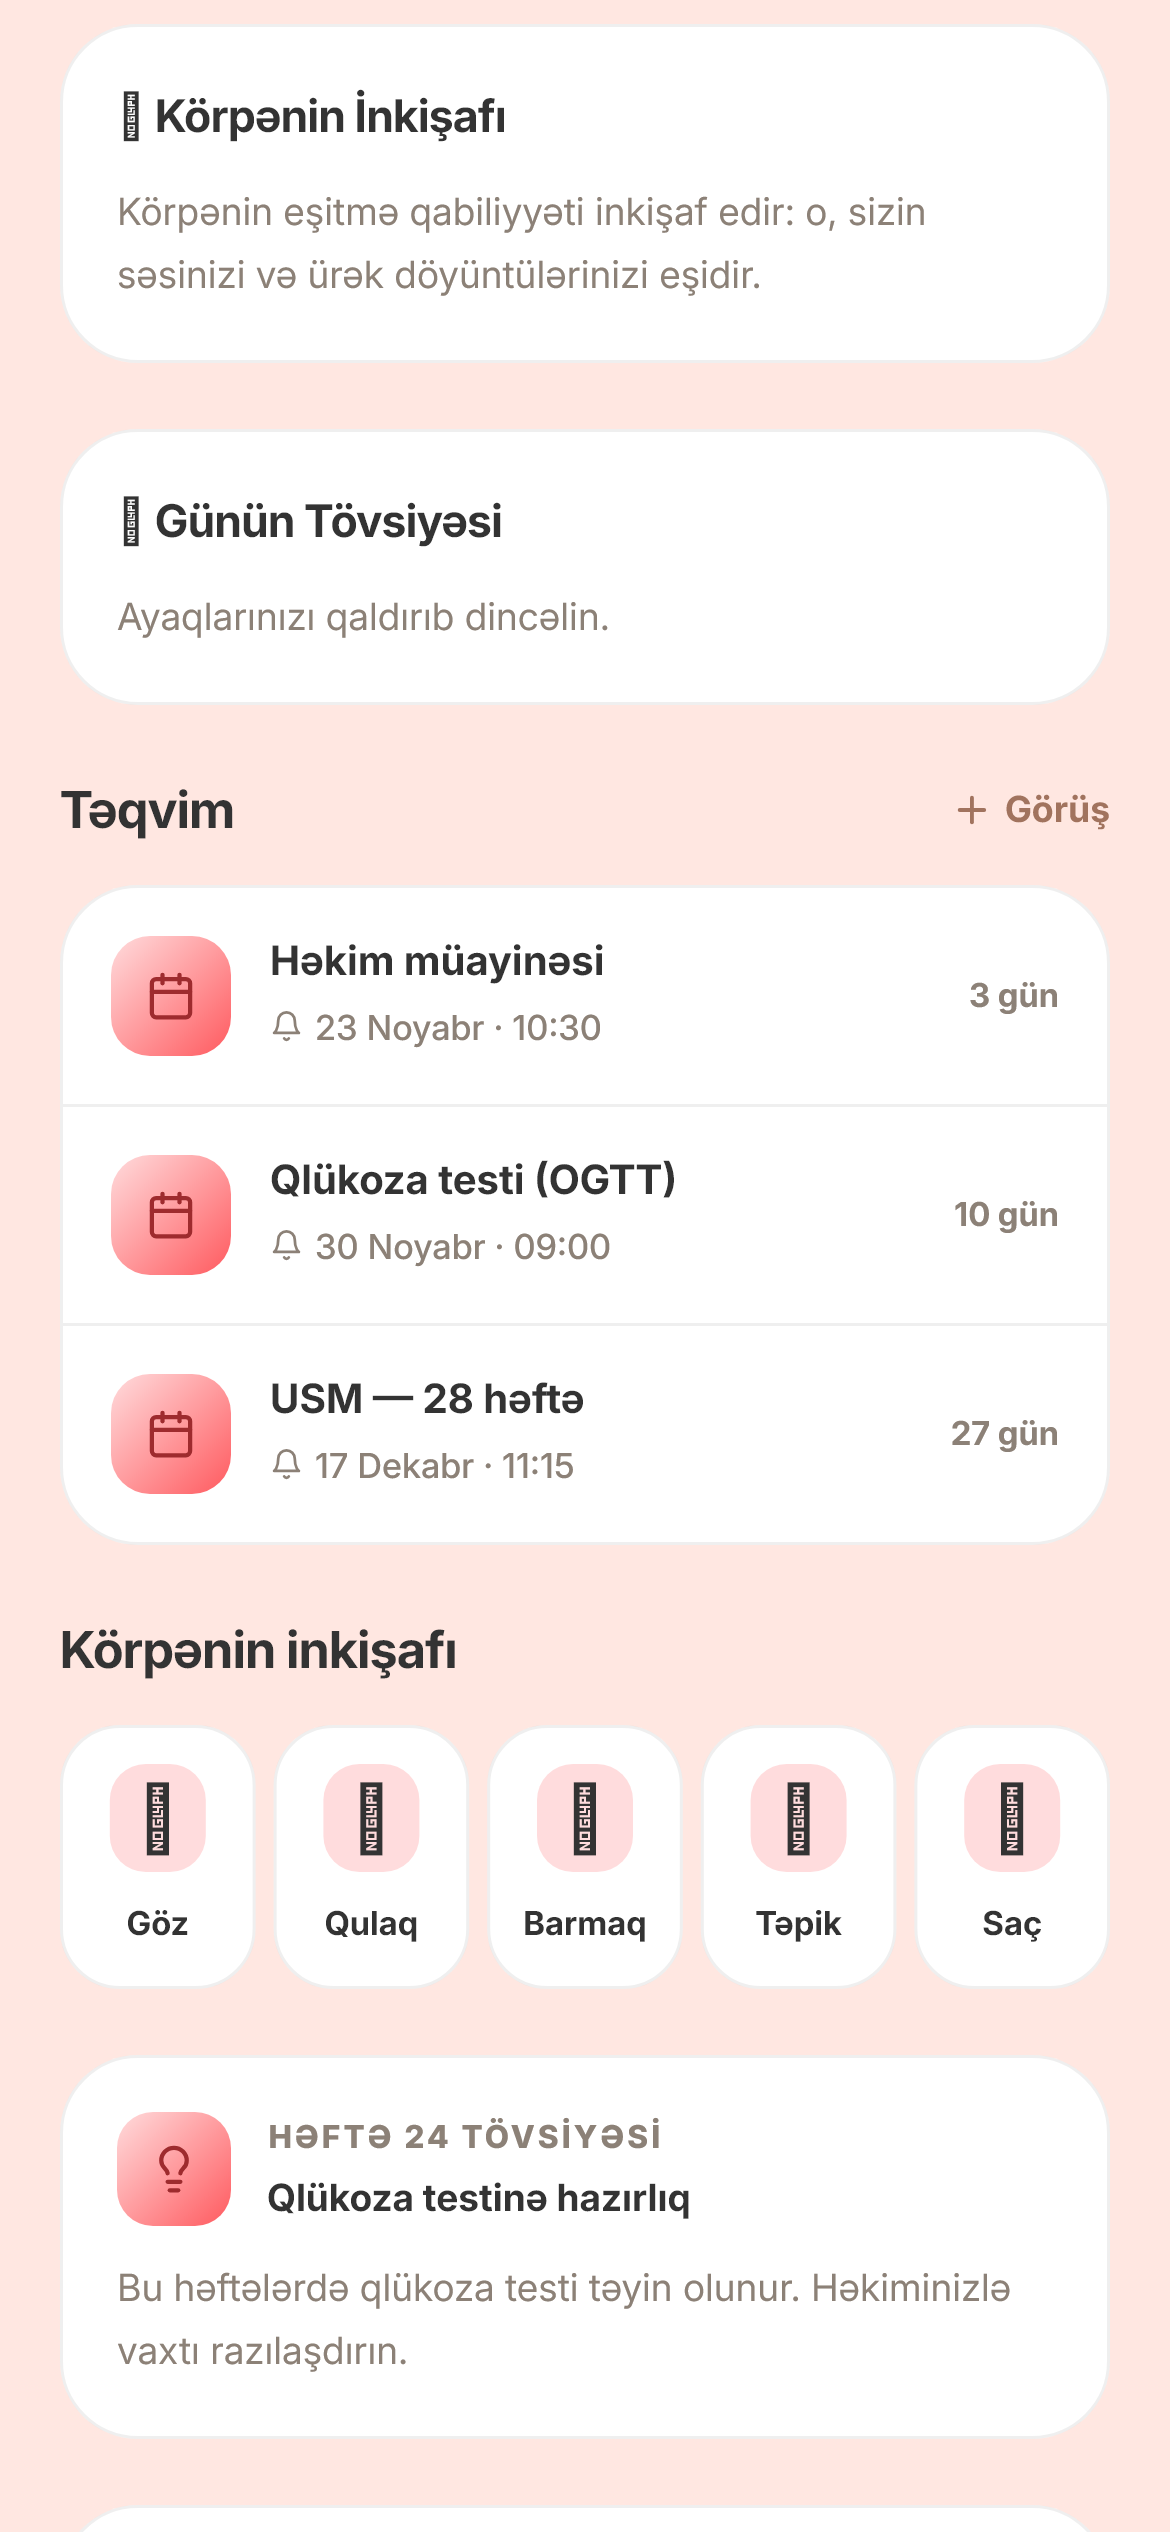 Körpənin İnkişafı
Körpənin eşitmə qabiliyyəti inkişaf edir: o, sizin
səsinizi və ürək döyüntülərinizi eşidir.
Günün Tövsiyəsi
Ayaqlarınızı qaldırıb dincəlin.
Təqvim
+ Görüş
Həkim müayinəsi
23 Noyabr · 10:30
3 gün
Qlükoza testi (OGTT)
30 Noyabr · 09:00
10 gün
USM — 28 həftə
17 Dekabr · 11:15
27 gün
Körpənin inkişafı
Göz
Qulaq
Barmaq
Təpik
Saç
HƏFTƏ 24 TÖVSİYƏSİ
Qlükoza testinə hazırlıq
Bu həftələrdə qlükoza testi təyin olunur. Həkiminizlə
vaxtı razılaşdırın.